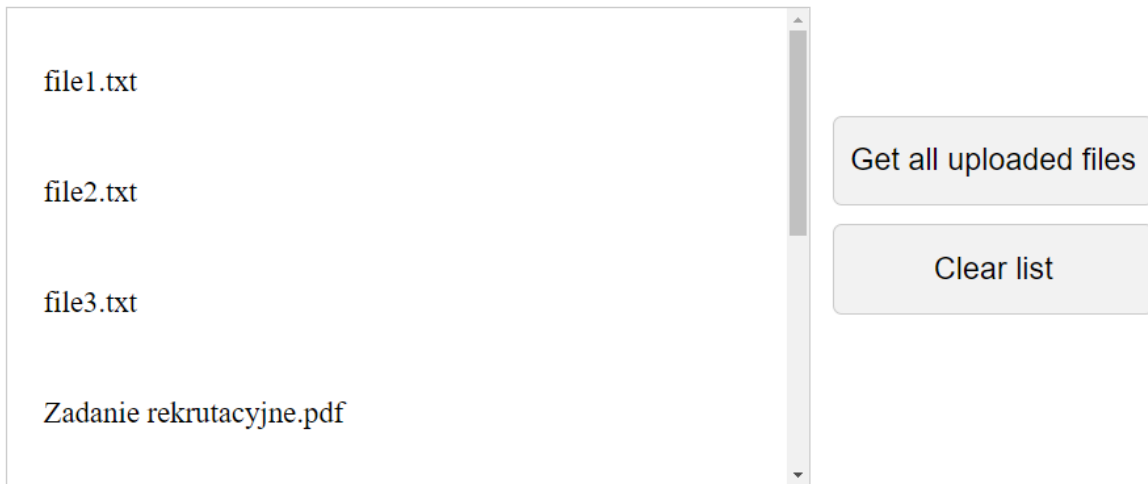 file1.txt
file2.txt
file3.txt
Zadanie rekrutacyjne.pdf
Get all uploaded files
Clear list